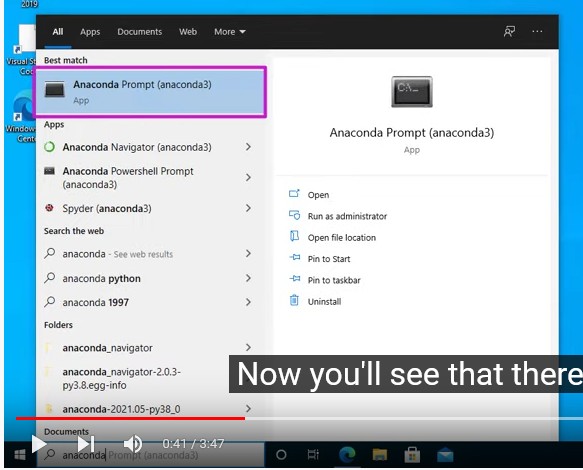 2019
All Apps Documents Web More
Best match
Anaconda Prompt (anaconda3)
App
Apps
Anaconda Navigator (anaconda3)
Anaconda Powershell Prompt
(anaconda3)
Spyder (anaconda3)
Search the web
anaconda - See web results
anaconda python
anaconda 1997
Folders
anaconda_navigator
anaconda_navigator-2.0.3-
py3.8.egg-info
anaconda-2021.05-py38_0
Documents
Anaconda Prompt (anaconda3)
App
Open
Run as administrator
Open file location
Pin to Start
Pin to taskbar
Uninstall
Now you'll see that there
0:41 / 3:47
anaconda Prompt (anaconda3)